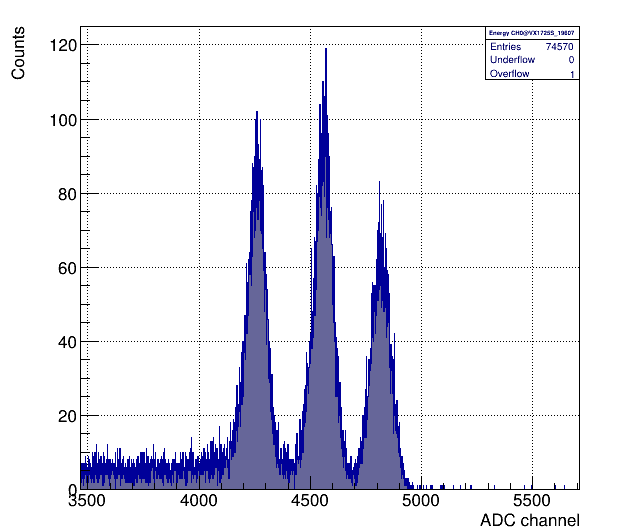 Counts
Energy CH0@VX1725S_19607
Entries 74570
Underflow 0
Overflow 1
120
100
80
60
40
20
0
3500 4000 4500 5000 5500
ADC channel